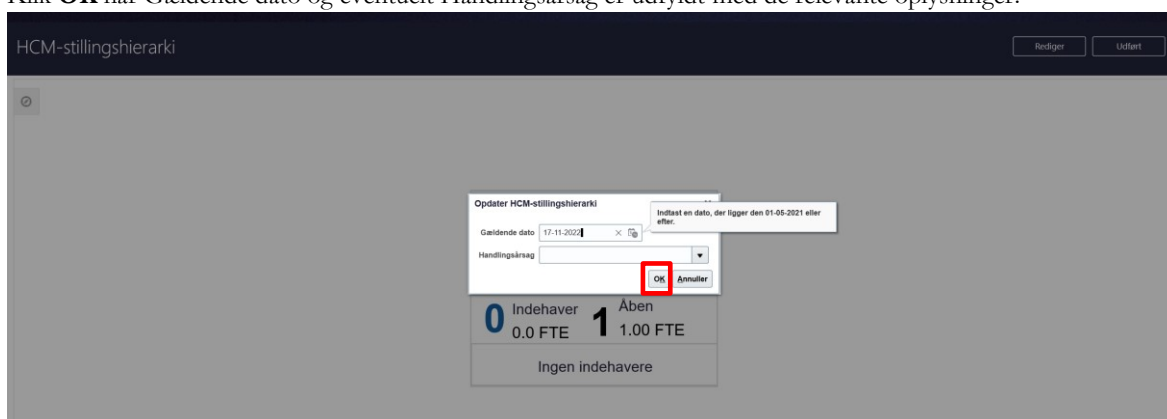 Klik OK når Gældende dato og eventuelt Handlingsårsag er udfyldt med de relevante oplysninger.
HCM-stillingshierarki
Rediger
Udført
Opdater HCM-stillingshierarki
Indtast en dato, der ligger den 01-05-2021 eller
efter.
Gældende dato 17-11-2022
Handlingsårsag
OK Annuller
0 Indehaver 0.0 FTE
1 Åben 1.00 FTE
Ingen indehavere